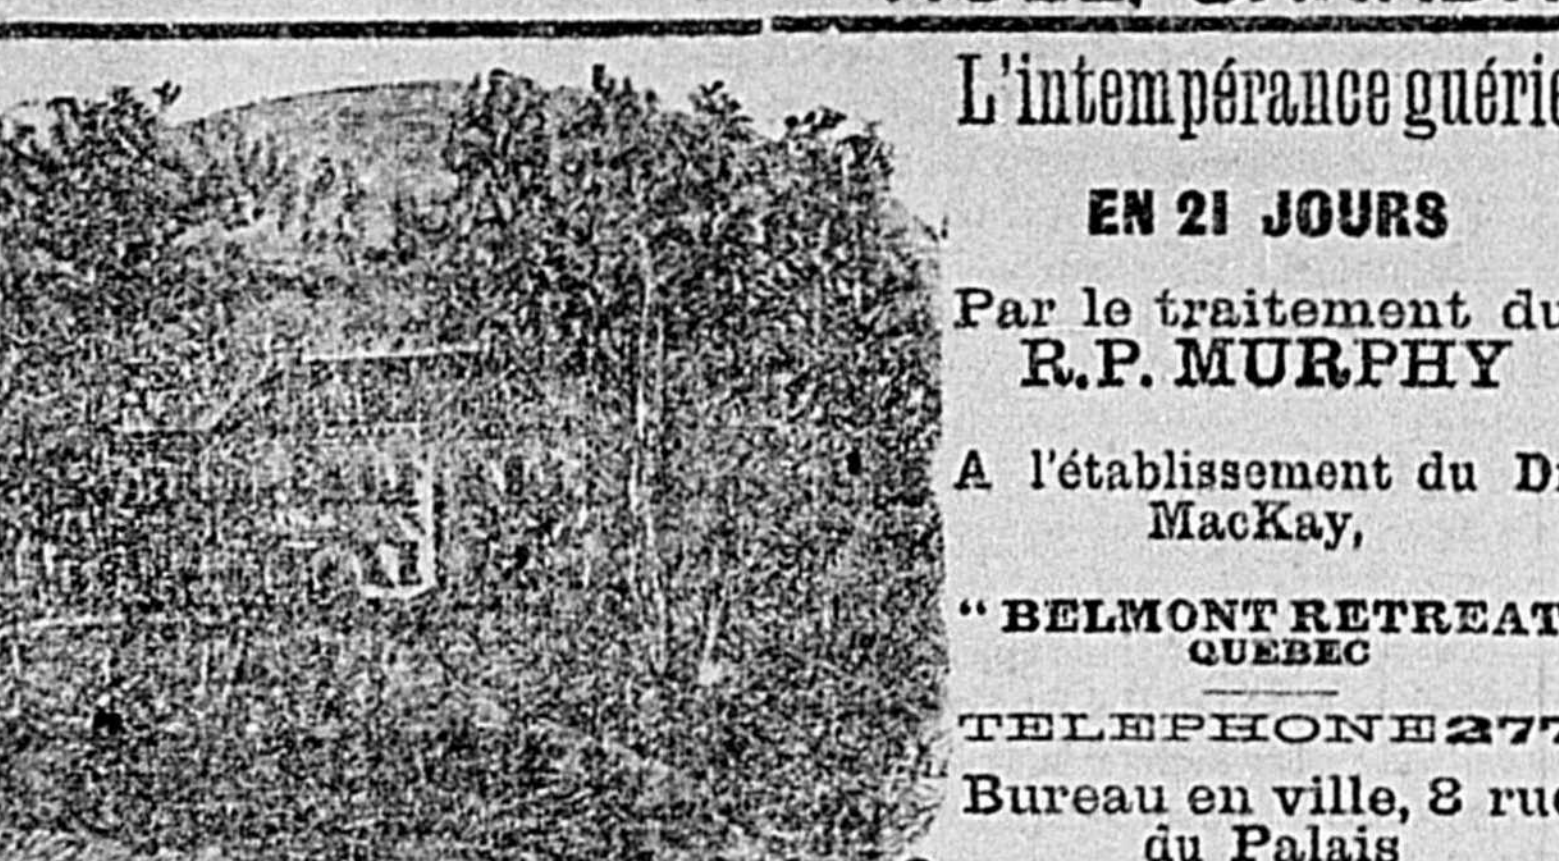 L'intempérance guérie
EN 21 JOURS
Par le traitement du
R.P. MURPHY
A l'établissement du Dr
MacKay,
“ BELMONT RETREAT
QUEBEC
TELEPHONE 277
Bureau en ville, 8 rue
du Palais